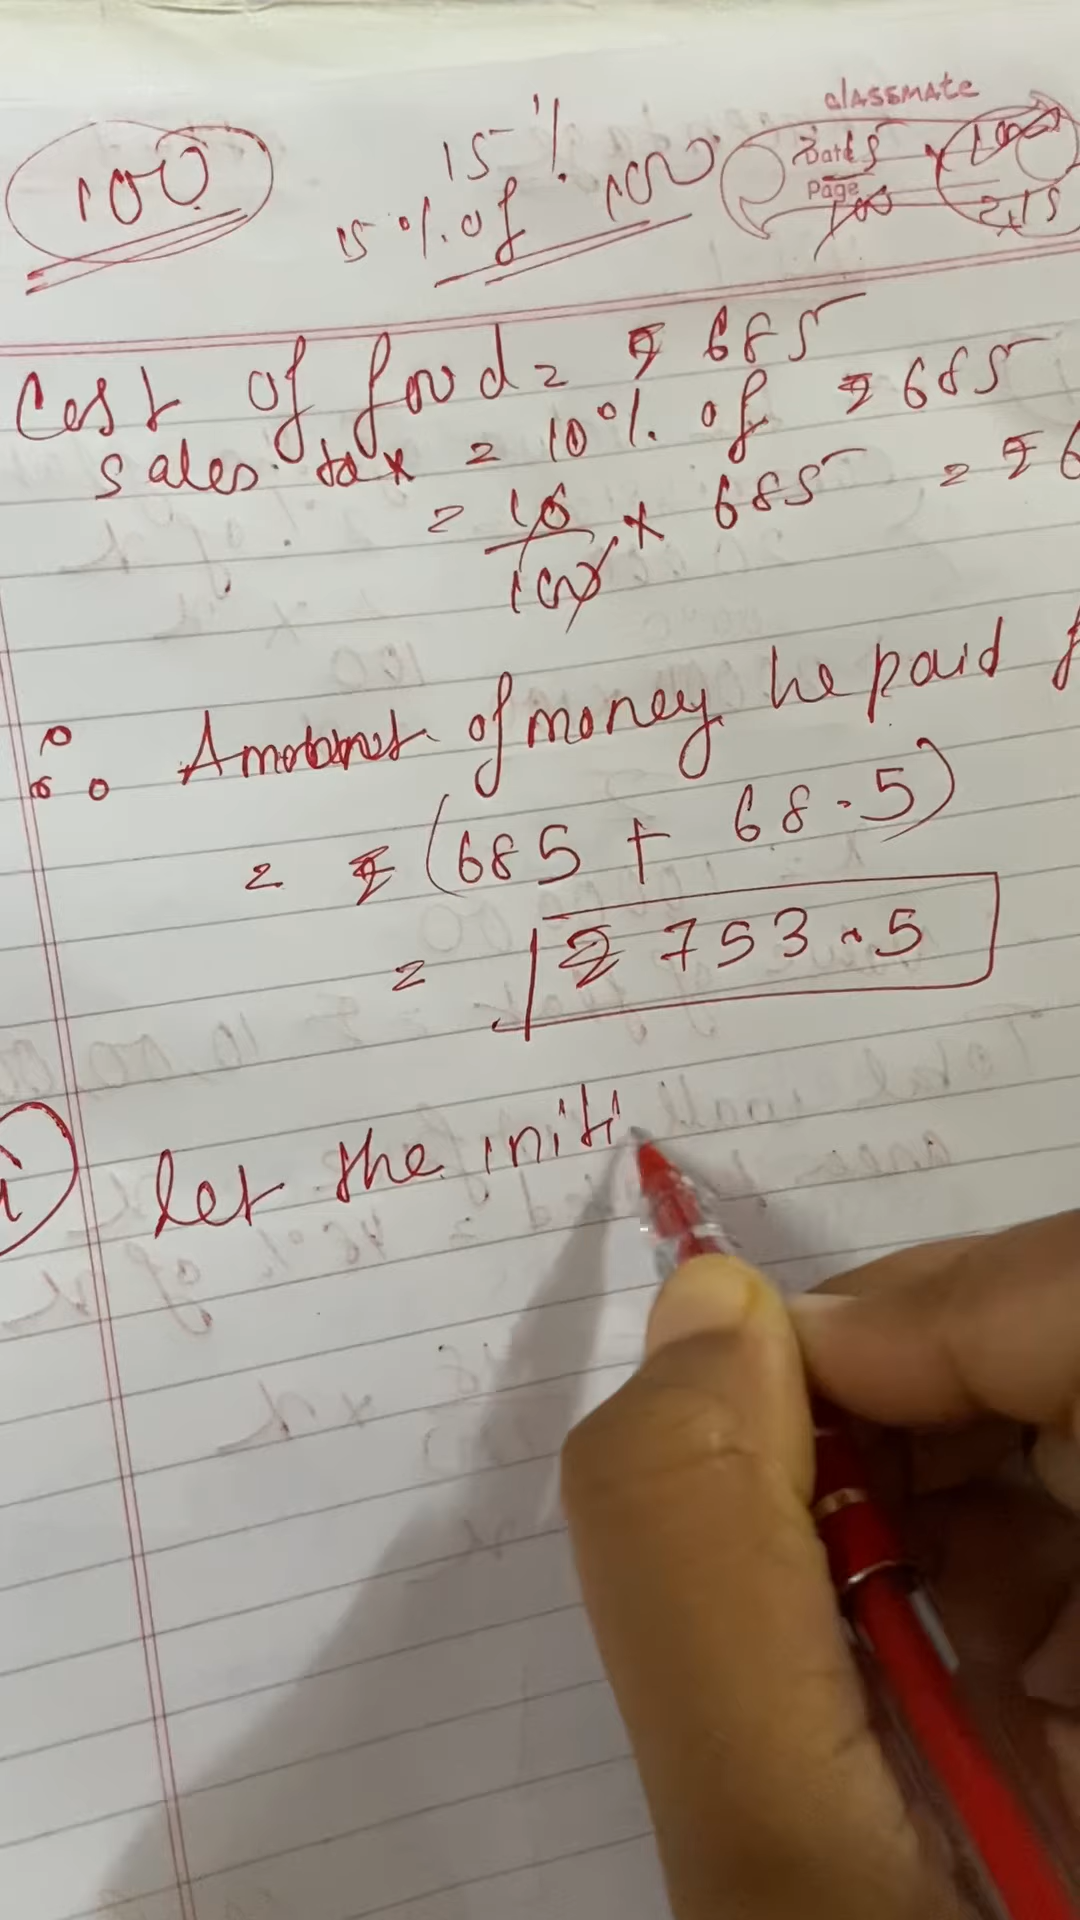 classmate
Date
Page
100
15%
15% of 100
Cost of food = ₹ 685
Sales tax = 10% of ₹ 685
= 10/100 × 685 = ₹ 6
∴ Amount of money he paid f
= ₹ (685 + 68.5)
= ₹ 753.5
let the initi